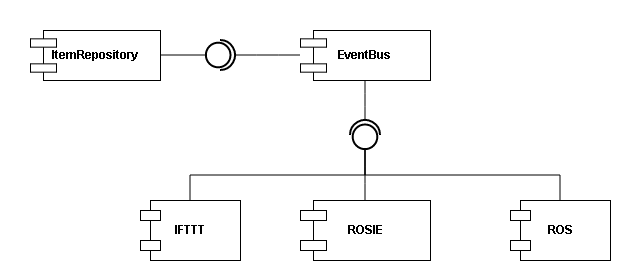 ItemRepository
EventBus
IFTTT
ROSIE
ROS